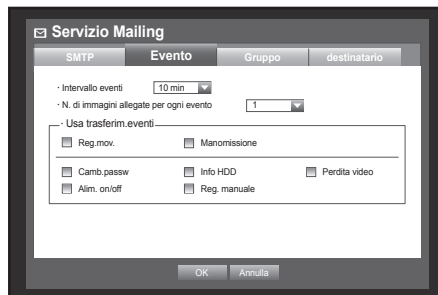 Servizio Mailing
SMTP Evento Gruppo destinatario
· Intervallo eventi 10 min
· N. di immagini allegate per ogni evento 1
· Usa trasferim.eventi
Reg.mov. Manomissione
Camb.passw Info HDD Perdita video
Alim. on/off Reg. manuale
OK Annulla